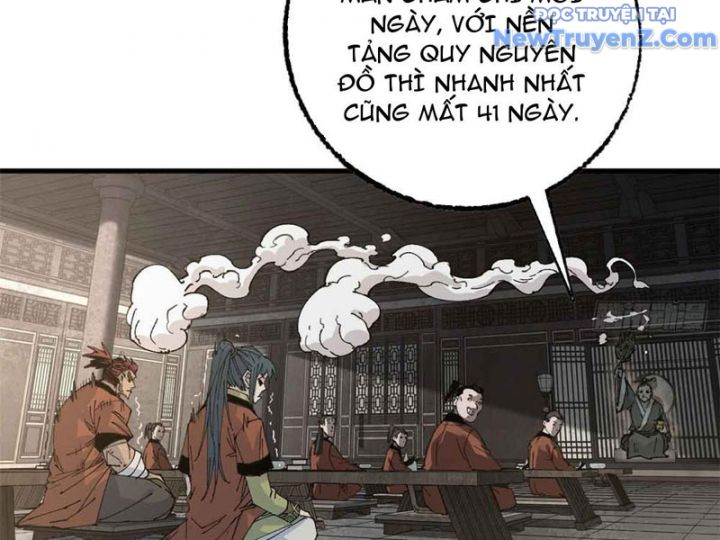 ĐỌC TRUYỆN TẠI
NewTruyenZ.com
NGÀY, VỚI NỀN
TẢNG QUY NGUYÊN
ĐỒ THÌ NHANH NHẤT
CŨNG MẤT 41 NGÀY.